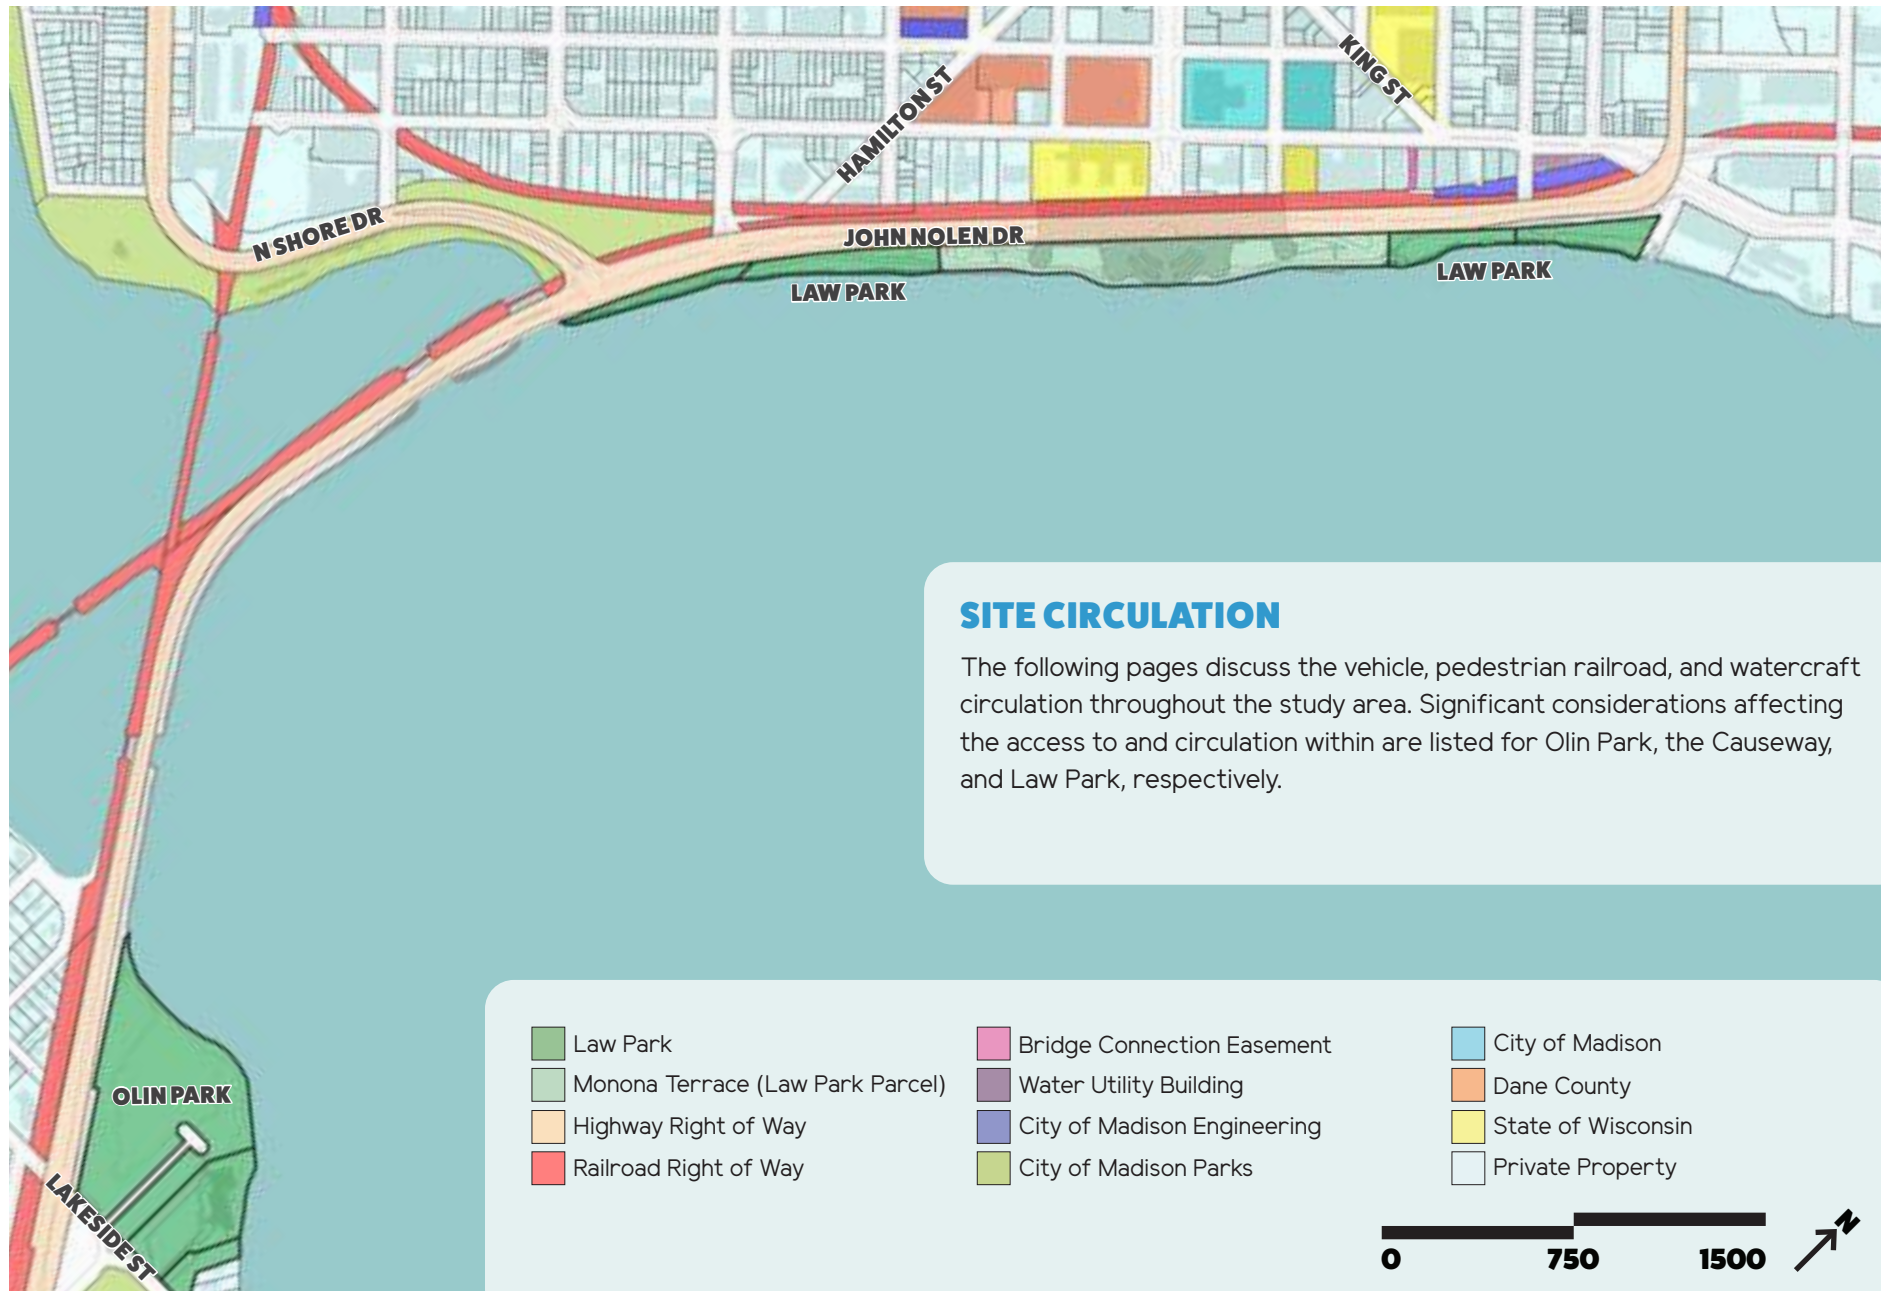 HAMILTON ST
KING ST
N SHORE DR
JOHN NOLEN DR
LAW PARK
LAW PARK
SITE CIRCULATION
The following pages discuss the vehicle, pedestrian railroad, and watercraft
circulation throughout the study area. Significant considerations affecting
the access to and circulation within are listed for Olin Park, the Causeway,
and Law Park, respectively.
OLIN PARK
LAKESIDE ST
Law Park
Monona Terrace (Law Park Parcel)
Highway Right of Way
Railroad Right of Way
Bridge Connection Easement
Water Utility Building
City of Madison Engineering
City of Madison Parks
City of Madison
Dane County
State of Wisconsin
Private Property
0 750 1500
N